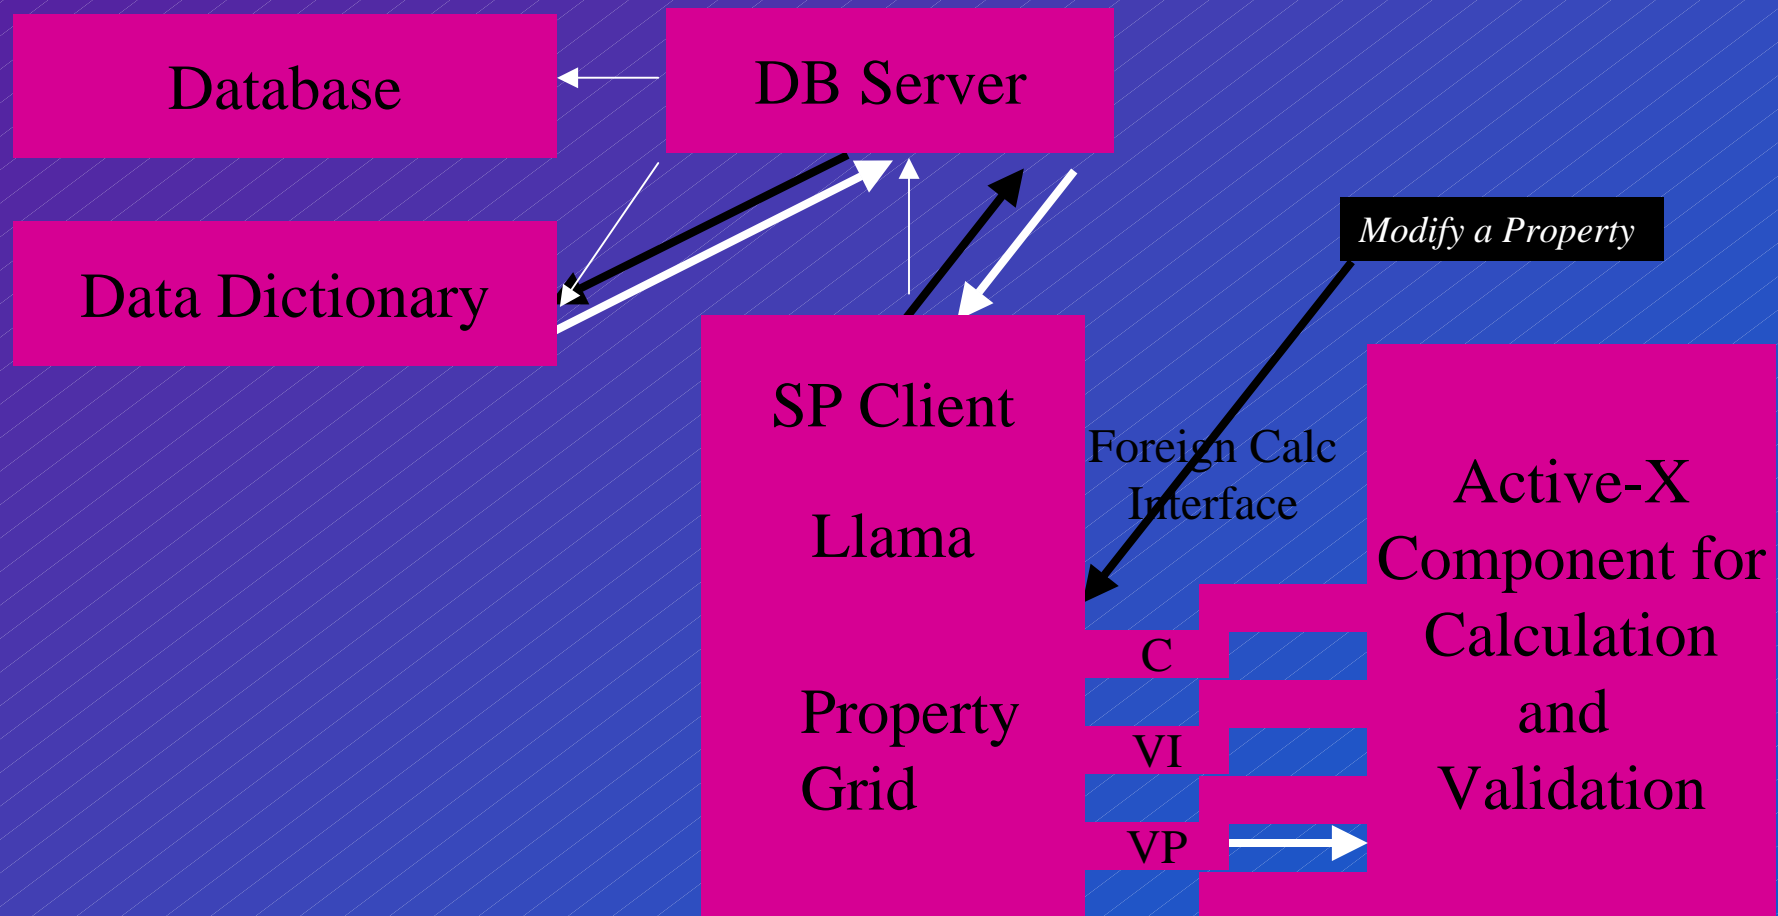 Database
DB Server
Modify a Property
Data Dictionary
SP Client
Llama
Property
Grid
Foreign Calc
Interface
C
VI
VP
Active-X
Component for
Calculation
and
Validation